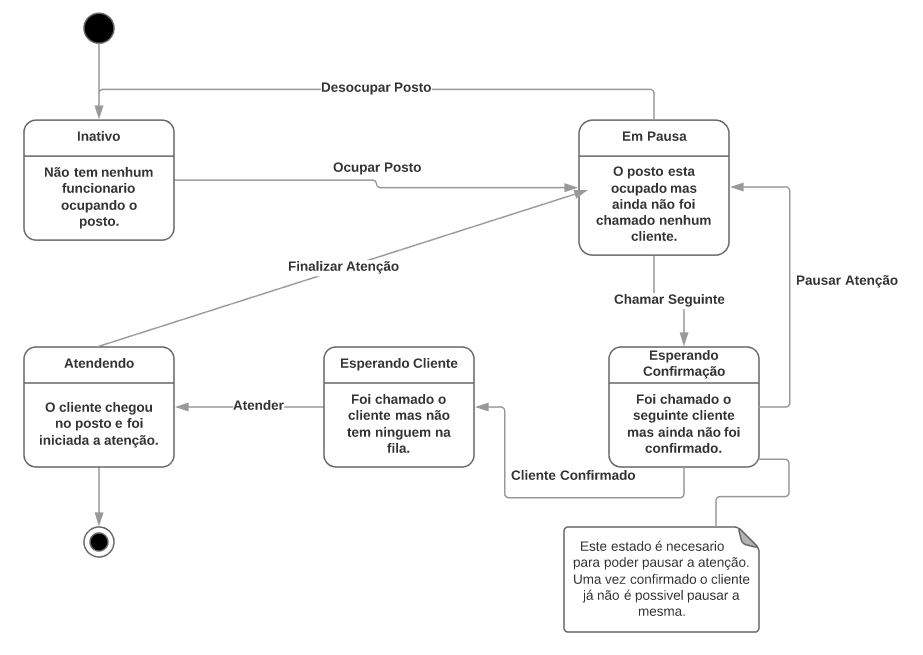 Desocupar Posto
Inativo
Não tem nenhum
funcionario
ocupando o
posto.
Ocupar Posto
Em Pausa
O posto esta
ocupado mas
ainda não foi
chamado nenhum
cliente.
Finalizar Atenção
Pausar Atenção
Chamar Seguinte
Atendendo
O cliente chegou
no posto e foi
iniciada a atenção.
Atender
Esperando Cliente
Foi chamado o
cliente mas não
tem ninguem na
fila.
Esperando
Confirmação
Foi chamado o
seguinte cliente
mas ainda não foi
confirmado.
Cliente Confirmado
Este estado é necesario
para poder pausar a atenção.
Uma vez confirmado o cliente
já não é possivel pausar a
mesma.